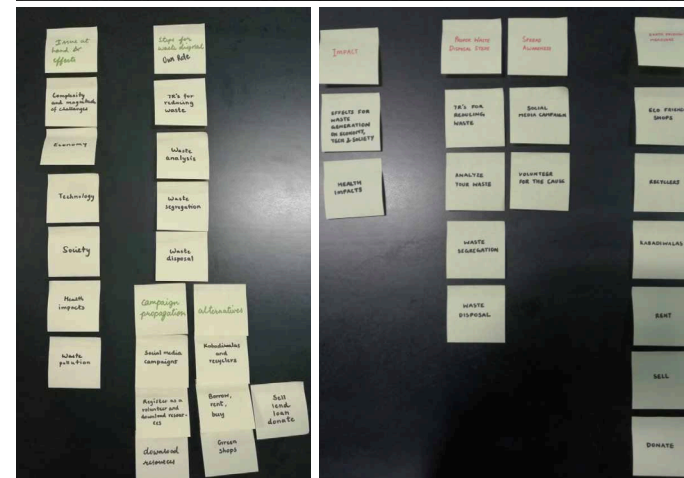 Issue at
hand &
effects
Complexity
and magnitude
of challenges
Economy
Technology
Society
Health
impacts
Waste
pollution
Steps for
waste disposal
Our Role
7R's for
reducing
waste
Waste
analysis
Waste
segregation
Waste
disposal
Campaign
propagation
Social media
campaigns
Register as a
volunteer and
download resour-
ces
download
resources
alternatives
Kabadiwalas
and
recyclers
Borrow,
rent,
buy
Sell
lend
loan
donate
Green
Shops
IMPACT
EFFECTS FOR
WASTE
GENERATION
ON ECONOMY,
TECH & SOCIETY
HEALTH
IMPACTS
PROPER WASTE
DISPOSAL STEPS
7R'S FOR
REDUCING
WASTE
ANALYZE
YOUR WASTE
WASTE
SEGREGATION
WASTE
DISPOSAL
SPREAD
AWARENESS
SOCIAL
MEDIA CAMPAIGN
VOLUNTEER
FOR THE CAUSE
ECO FRIEND
SHOPS
RECYCLERS
KABADIWALAS
RENT
SELL
DONATE